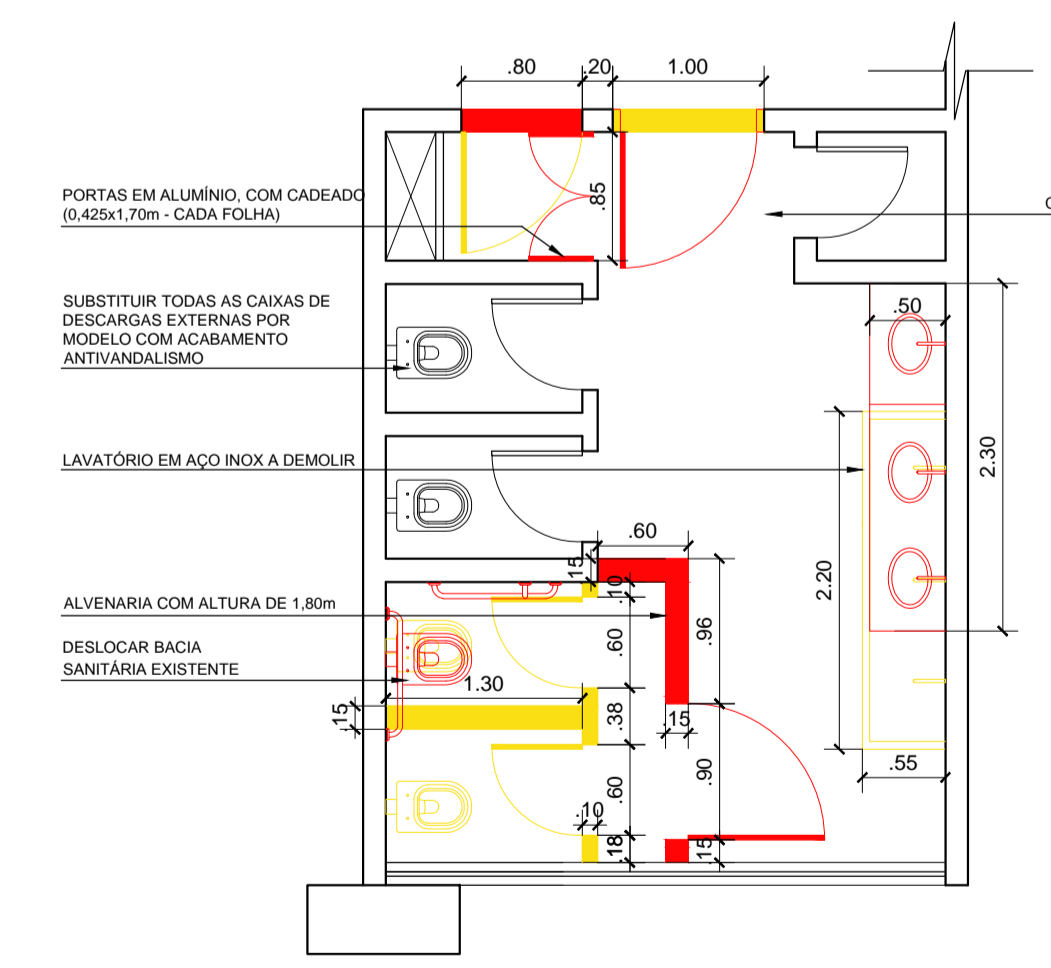 .80
.20
1.00
PORTAS EM ALUMÍNIO, COM CADEADO
(0,425x1,70m - CADA FOLHA)
.85
SUBSTITUIR TODAS AS CAIXAS DE
DESCARGAS EXTERNAS POR
MODELO COM ACABAMENTO
ANTIVANDALISMO
.50
2.30
LAVATÓRIO EM AÇO INOX A DEMOLIR
.60
.15
.10
2.20
ALVENARIA COM ALTURA DE 1,80m
.96
.60
DESLOCAR BACIA
SANITÁRIA EXISTENTE
1.30
.15
.38
.15
.90
.60
.55
.10
.18
.15